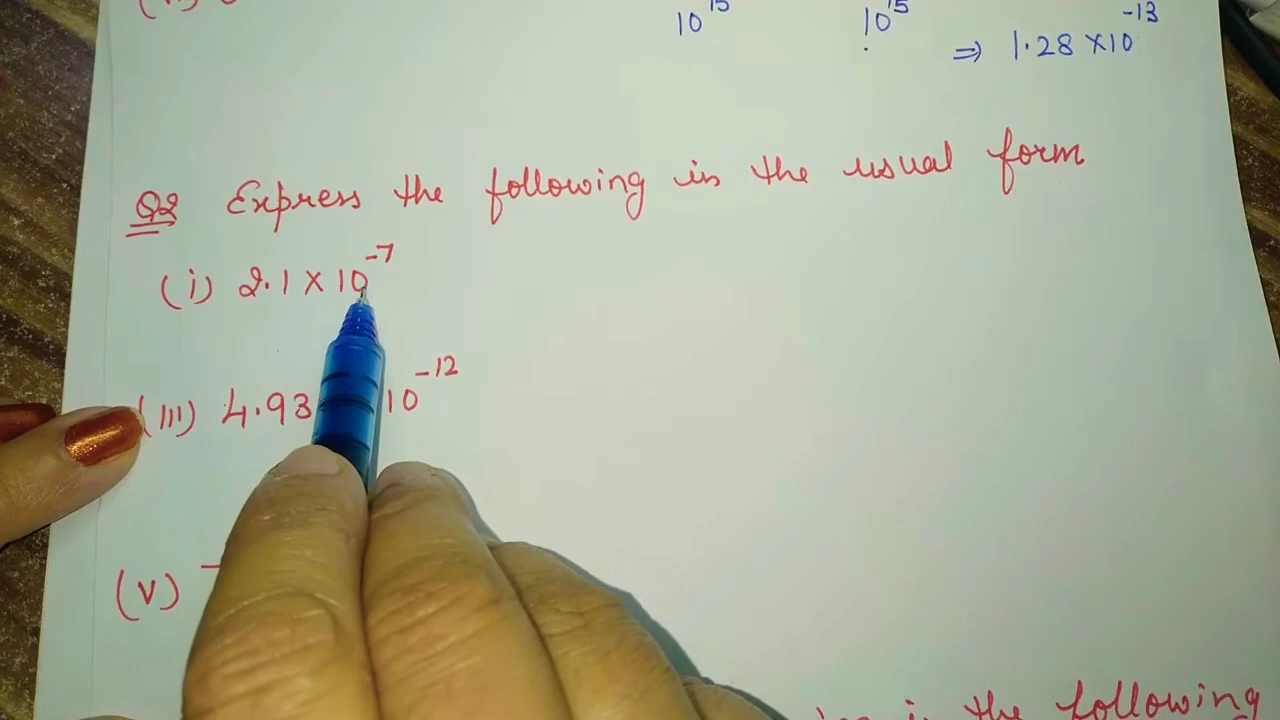 10^15 10^15 ⇒ 1.28 × 10^-13
Q2 Express the following in the usual form
(i) 2.1 × 10^-7
(III) 4.93 10^-12
(V)
in the following